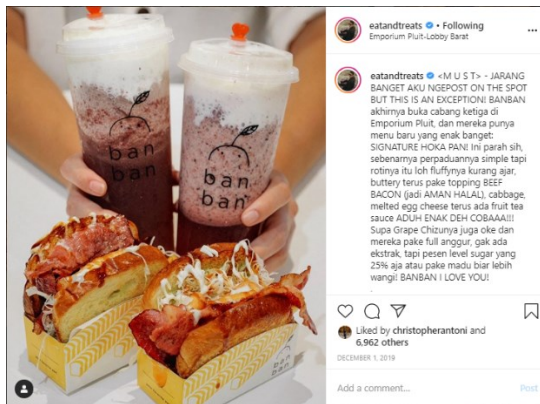 ban
ban
ban
ban
ban
ban
eatandtreats • Following
Emporium Pluit-Lobby Barat
eatandtreats <M U S T> - JARANG
BANGET AKU NGEPOST ON THE SPOT
BUT THIS IS AN EXCEPTION! BANBAN
akhirnya buka cabang ketiga di
Emporium Pluit, dan mereka punya
menu baru yang enak banget:
SIGNATURE HOKA PAN! Ini parah sih,
sebenarnya perpaduannya simple tapi
rotinya itu loh fluffynya kurang ajar,
buttery terus pake topping BEEF
BACON (jadi AMAN HALAL), cabbage,
melted egg cheese terus ada fruit tea
sauce ADUH ENAK DEH COBAAA!!!
Supa Grape Chizunya juga oke dan
mereka pake full anggur, gak ada
ekstrak, tapi pesen level sugar yang
25% aja atau pake madu biar lebih
wangi! BANBAN I LOVE YOU!
.
Liked by christopherantoni and
6.962 others
DECEMBER 1, 2019
Add a comment...
Post